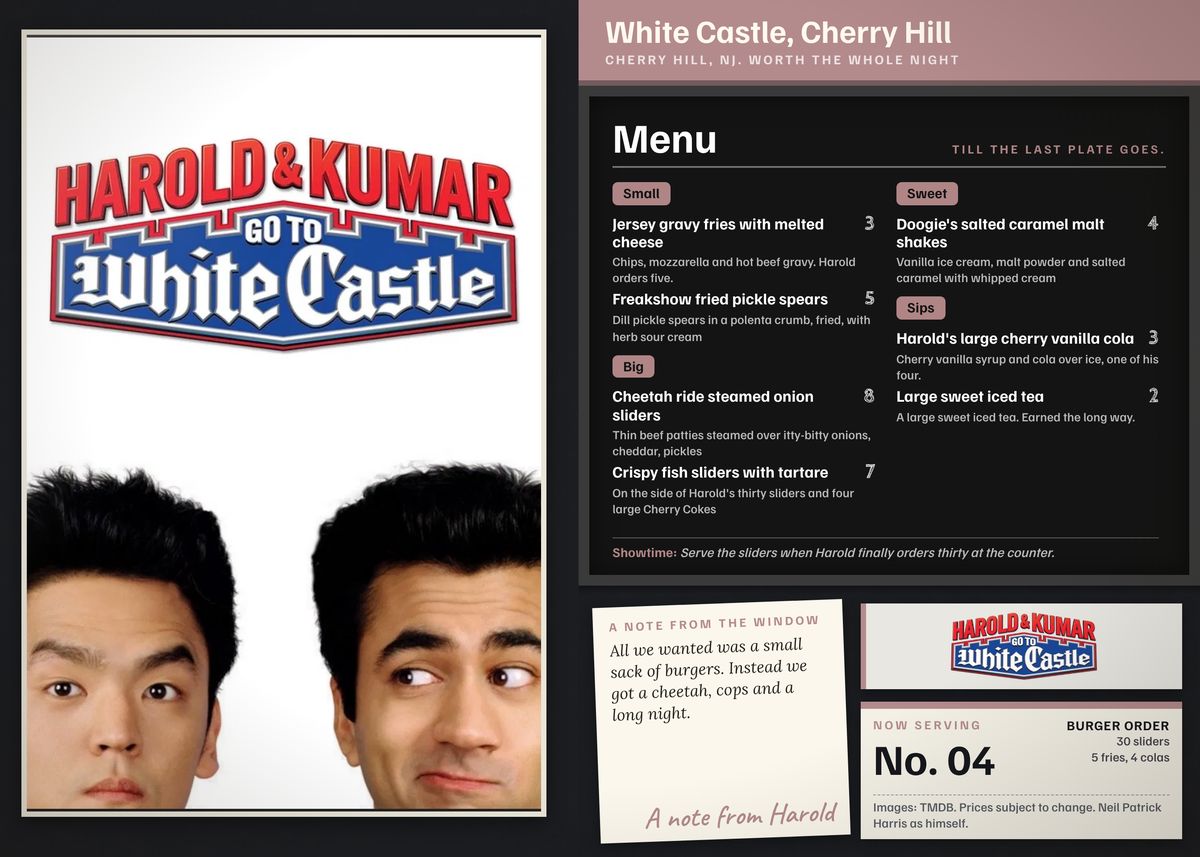 HAROLD & KUMAR
GO TO
White Castle
White Castle, Cherry Hill
CHERRY HILL, NJ. WORTH THE WHOLE NIGHT
Menu
TILL THE LAST PLATE GOES.
Small
Jersey gravy fries with melted 3
cheese
Chips, mozzarella and hot beef gravy. Harold
orders five.
Freakshow fried pickle spears 5
Dill pickle spears in a polenta crumb, fried, with
herb sour cream
Big
Cheetah ride steamed onion 8
sliders
Thin beef patties steamed over itty-bitty onions,
cheddar, pickles
Crispy fish sliders with tartare 7
On the side of Harold's thirty sliders and four
large Cherry Cokes
Sweet
Doogie's salted caramel malt 4
shakes
Vanilla ice cream, malt powder and salted
caramel with whipped cream
Sips
Harold's large cherry vanilla cola 3
Cherry vanilla syrup and cola over ice, one of his
four.
Large sweet iced tea 2
A large sweet iced tea. Earned the long way.
Showtime: Serve the sliders when Harold finally orders thirty at the counter.
A NOTE FROM THE WINDOW
All we wanted was a small
sack of burgers. Instead we
got a cheetah, cops and a
long night.
A note from Harold
HAROLD & KUMAR
GO TO
White Castle
NOW SERVING
No. 04
BURGER ORDER
30 sliders
5 fries, 4 colas
Images: TMDB. Prices subject to change. Neil Patrick
Harris as himself.